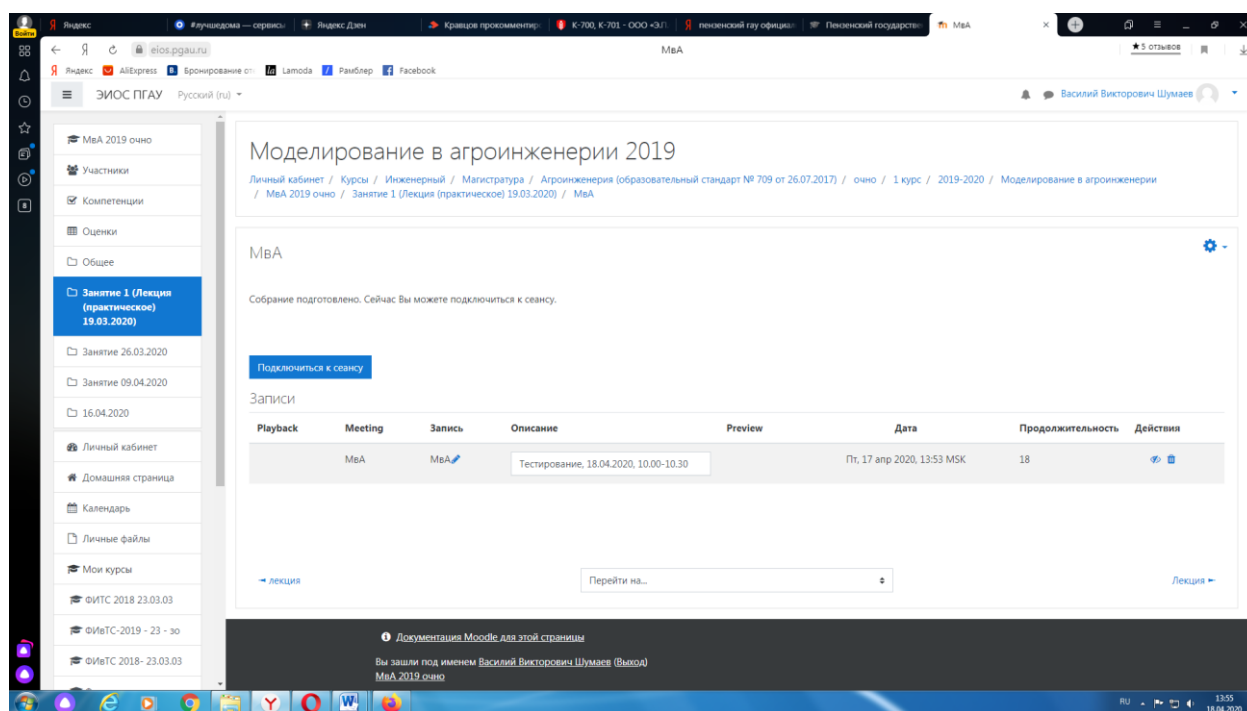 Яндекс
#лучшедома — сервисы
Яндекс.Дзен
Кравцов прокомментиро
К-700, К-701 - ООО «ЭЛ
пензенский гау официал
Пензенский государстве
МвА
Войти
eios.pgau.ru
МвА
5 отзывов
Яндекс
AliExpress
Бронирование от
Lamoda
Рамблер
Facebook
ЭИОС ПГАУ
Русский (ru)
Василий Викторович Шумаев
МвА 2019 очно
Участники
Компетенции
Оценки
Общее
Занятие 1 (Лекция
(практическое)
19.03.2020)
Занятие 26.03.2020
Занятие 09.04.2020
16.04.2020
Личный кабинет
Домашняя страница
Календарь
Личные файлы
Мои курсы
ФИТС 2018 23.03.03
ФИвТС-2019 - 23 - зо
ФИвТС 2018- 23.03.03
Моделирование в агроинженерии 2019
Личный кабинет / Курсы / Инженерный / Магистратура / Агроинженерия (образовательный стандарт № 709 от 26.07.2017) / очно / 1 курс / 2019-2020 / Моделирование в агроинженерии
/ МвА 2019 очно / Занятие 1 (Лекция (практическое) 19.03.2020) / МвА
МвА
Собрание подготовлено. Сейчас Вы можете подключиться к сеансу.
Подключиться к сеансу
Записи
Playback Meeting Запись Описание Preview Дата Продолжительность Действия
МвА МвА Тестирование, 18.04.2020, 10.00-10.30 Пт, 17 апр 2020, 13:53 MSK 18
лекция
Перейти на...
Лекция
Документация Moodle для этой страницы
Вы зашли под именем Василий Викторович Шумаев (Выход)
МвА 2019 очно
RU
13:55
18.04.2020